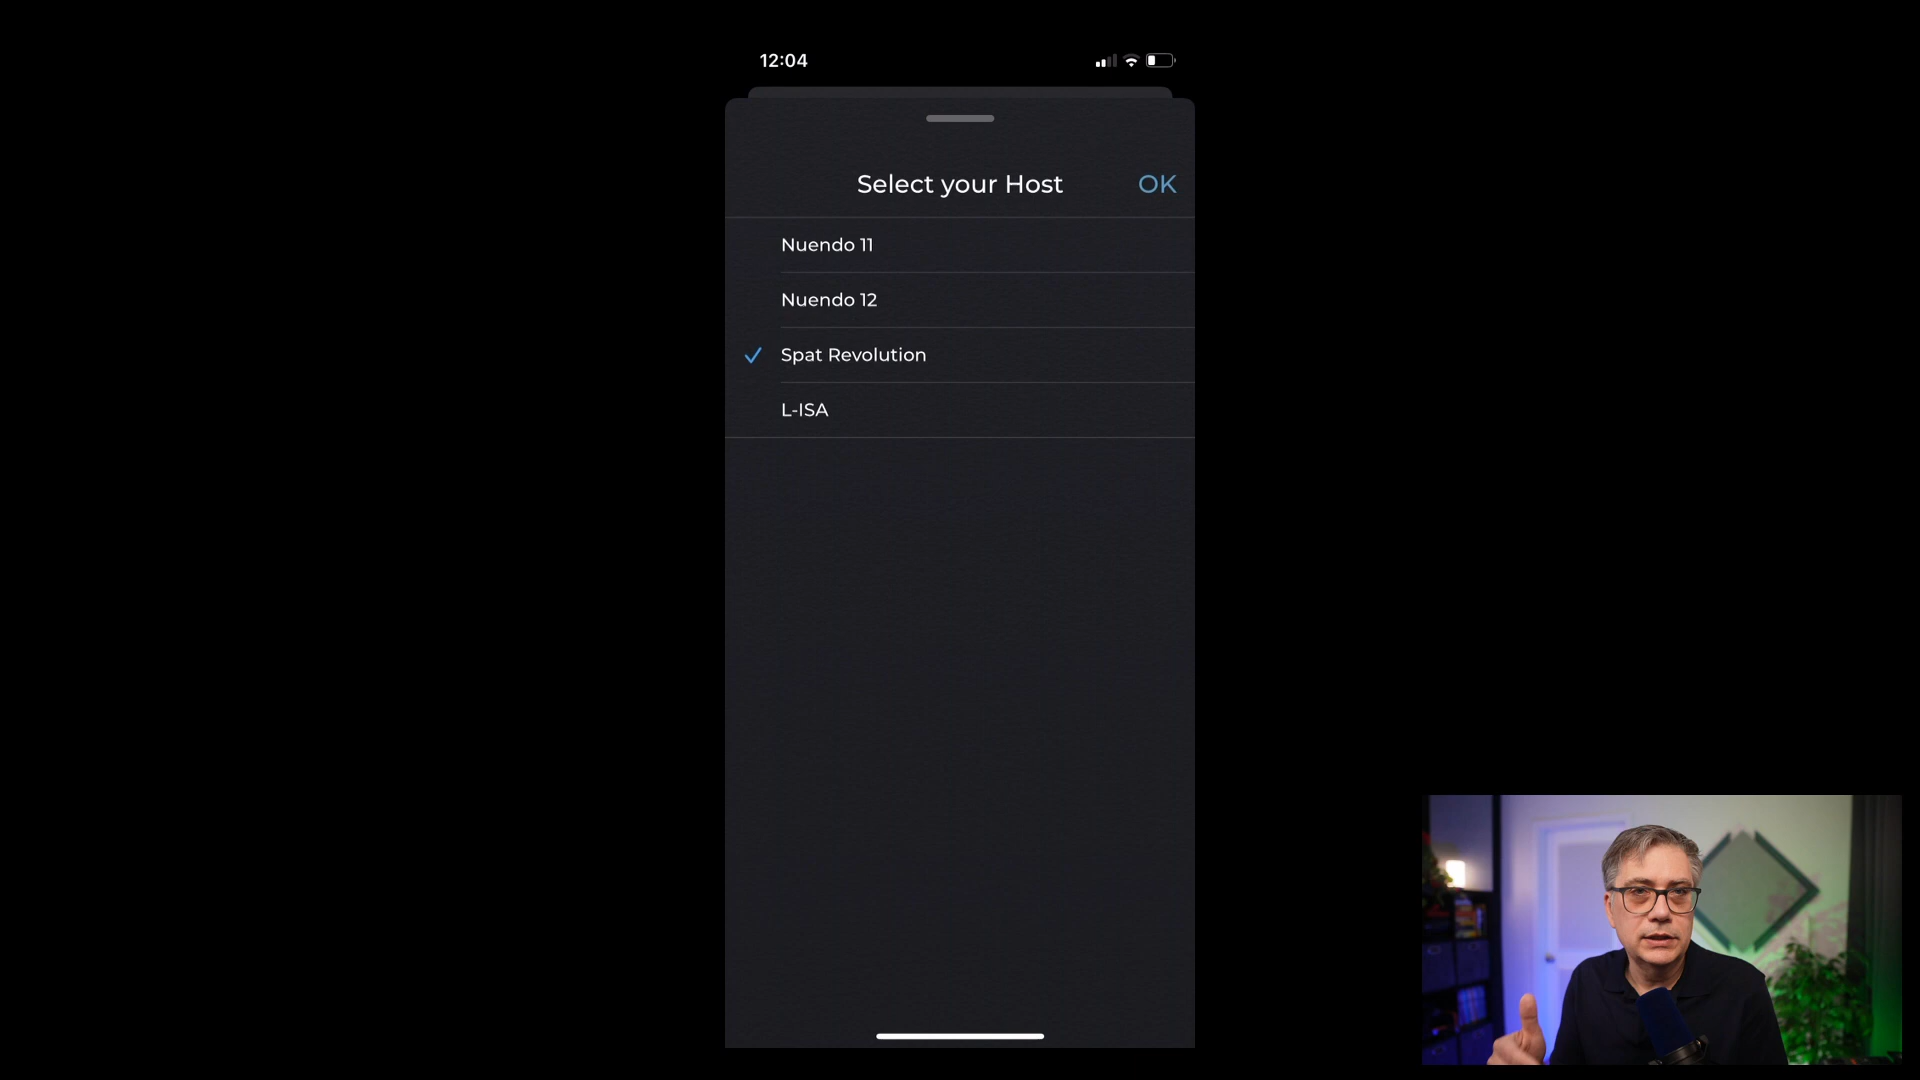 12:04
Select your Host
OK
Nuendo 11
Nuendo 12
Spat Revolution
L-ISA